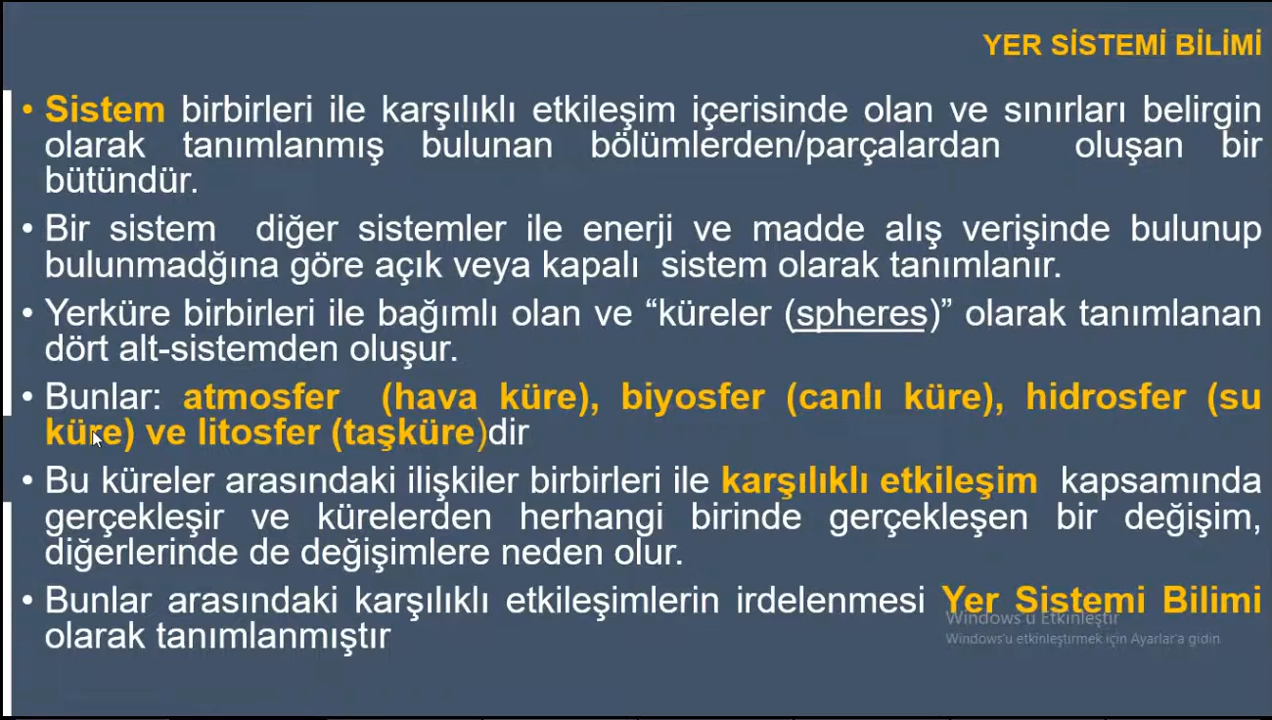 YER SİSTEMİ BİLİMİ
• Sistem birbirleri ile karşılıklı etkileşim içerisinde olan ve sınırları belirgin
olarak tanımlanmış bulunan bölümlerden/parçalardan oluşan bir
bütündür.
• Bir sistem diğer sistemler ile enerji ve madde alış verişinde bulunup
bulunmadğına göre açık veya kapalı sistem olarak tanımlanır.
• Yerküre birbirleri ile bağımlı olan ve “küreler (spheres)” olarak tanımlanan
dört alt-sistemden oluşur.
• Bunlar: atmosfer (hava küre), biyosfer (canlı küre), hidrosfer (su
küre) ve litosfer (taşküre)dir
• Bu küreler arasındaki ilişkiler birbirleri ile karşılıklı etkileşim kapsamında
gerçekleşir ve kürelerden herhangi birinde gerçekleşen bir değişim,
diğerlerinde de değişimlere neden olur.
• Bunlar arasındaki karşılıklı etkileşimlerin irdelenmesi Yer Sistemi Bilimi
olarak tanımlanmıştır
Windows'u Etkinleştir
Windows'u etkinleştirmek için Ayarlar'a gidin